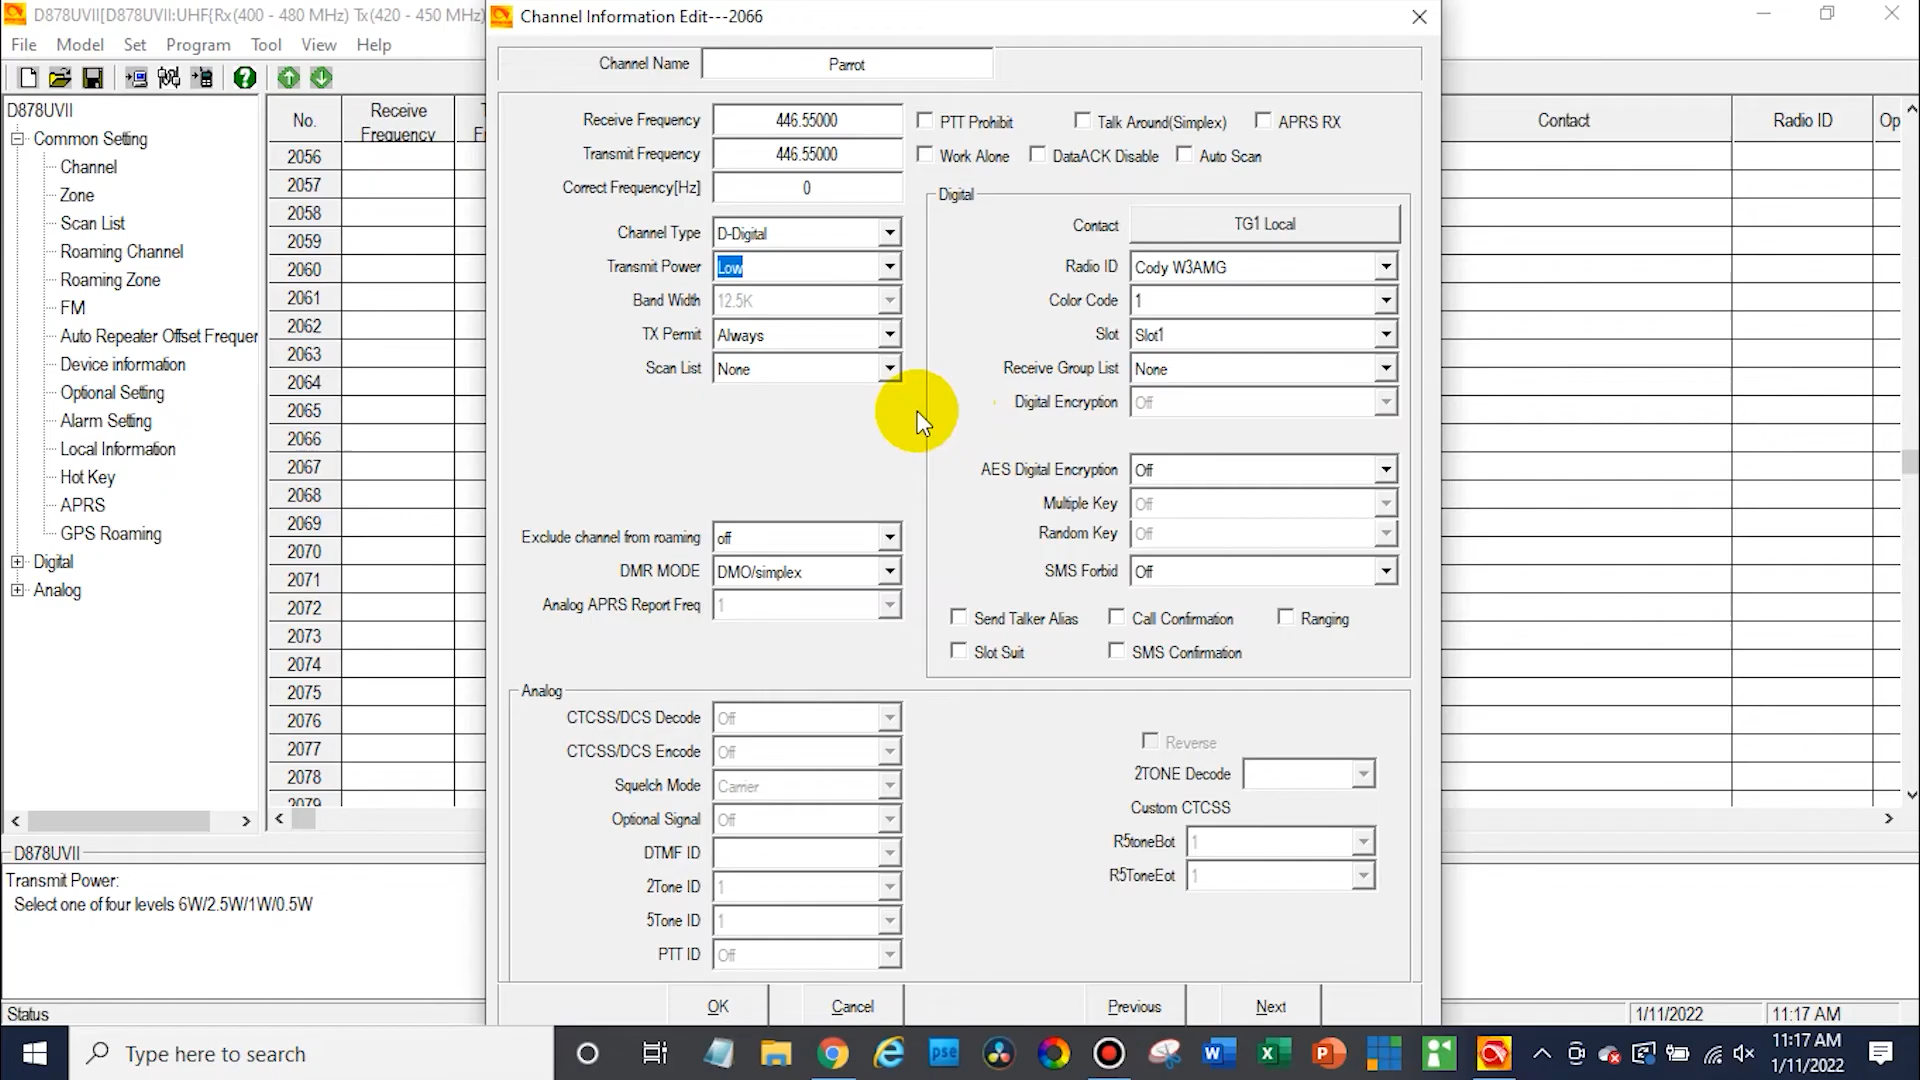 D878UVII[D878UVII:UHF{Rx(400 - 480 MHz) Tx(420 - 450 MHz)
Channel Information Edit---2066
File Model Set Program Tool View Help
Channel Name Parrot
D878UVII
Common Setting
Channel
Zone
Scan List
Roaming Channel
Roaming Zone
FM
Auto Repeater Offset Frequer
Device information
Optional Setting
Alarm Setting
Local Information
Hot Key
APRS
GPS Roaming
Digital
Analog
No. Receive Frequency
2056
2057
2058
2059
2060
2061
2062
2063
2064
2065
2066
2067
2068
2069
2070
2071
2072
2073
2074
2075
2076
2077
2078
2079
Receive Frequency 446.55000
Transmit Frequency 446.55000
Correct Frequency[Hz] 0
PTT Prohibit Talk Around(Simplex) APRS RX
Work Alone DataACK Disable Auto Scan
Channel Type D-Digital
Transmit Power Low
Band Width 12.5K
TX Permit Always
Scan List None
Exclude channel from roaming off
DMR MODE DMO/simplex
Analog APRS Report Freq 1
Digital
Contact TG1 Local
Radio ID Cody W3AMG
Color Code 1
Slot Slot1
Receive Group List None
Digital Encryption Off
AES Digital Encryption Off
Multiple Key Off
Random Key Off
SMS Forbid Off
Send Talker Alias Call Confirmation Ranging
Slot Suit SMS Confirmation
Analog
CTCSS/DCS Decode Off
CTCSS/DCS Encode Off
Squelch Mode Carrier
Optional Signal Off
DTMF ID
2Tone ID 1
5Tone ID 1
PTT ID Off
Reverse
2TONE Decode
Custom CTCSS
R5toneBot 1
R5ToneEot 1
OK Cancel Previous Next
Contact Radio ID Op
D878UVII
Transmit Power:
Select one of four levels 6W/2.5W/1W/0.5W
Status 1/11/2022 11:17 AM
Type here to search
pse
11:17 AM
1/11/2022